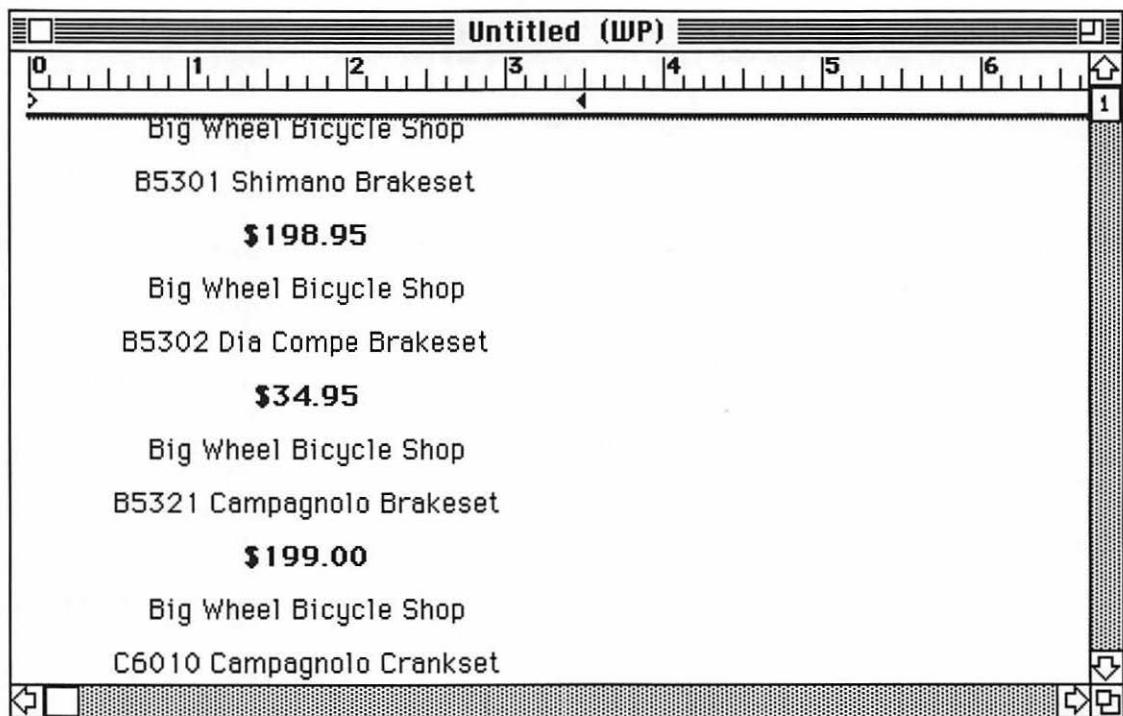 Untitled (WP)
0 1 2 3 4 5 6
1
Big Wheel Bicycle Shop
B5301 Shimano Brakeset
$198.95
Big Wheel Bicycle Shop
B5302 Dia Compe Brakeset
$34.95
Big Wheel Bicycle Shop
B5321 Campagnolo Brakeset
$199.00
Big Wheel Bicycle Shop
C6010 Campagnolo Crankset